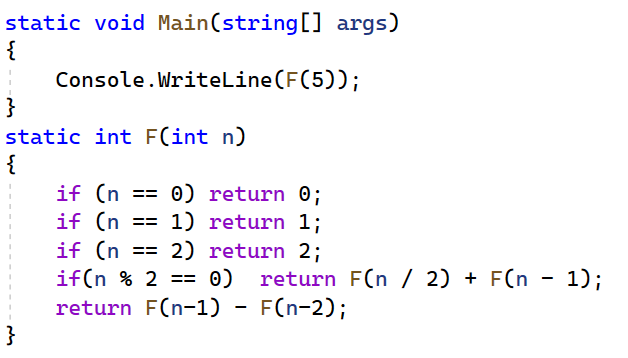 static void Main(string[] args)
{
    Console.WriteLine(F(5));
}
static int F(int n)
{
    if (n == 0) return 0;
    if (n == 1) return 1;
    if (n == 2) return 2;
    if(n % 2 == 0)  return F(n / 2) + F(n - 1);
    return F(n-1) - F(n-2);
}